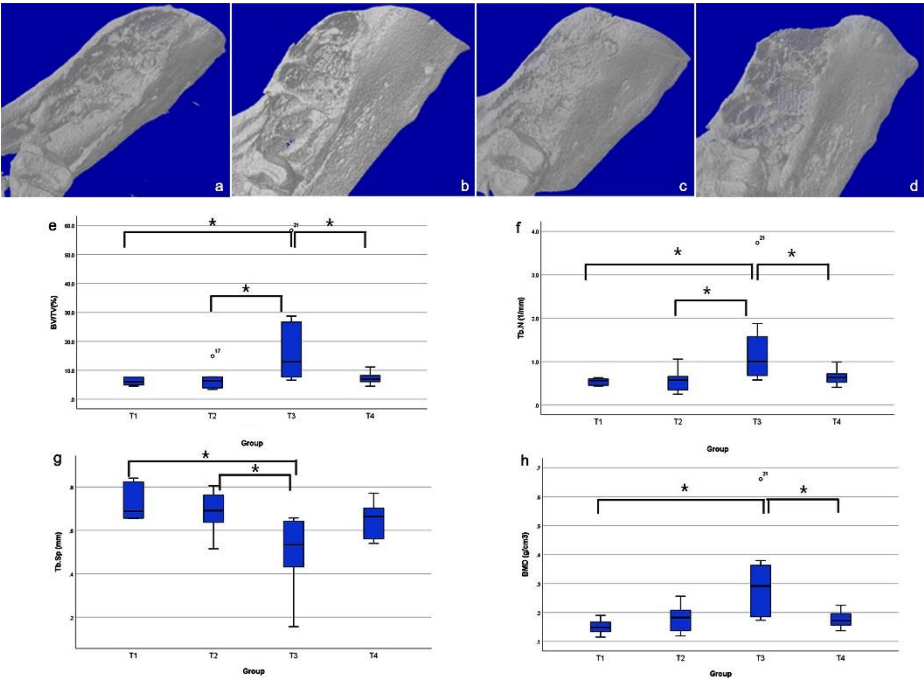 a
b
c
d
e
60.0
50.0
40.0
30.0
20.0
10.0
.0
BV/TV(%)
*
*
*
21
17
T1 T2 T3 T4
Group
f
4.0
3.0
2.0
1.0
.0
Tb.N (1/mm)
*
*
*
21
T1 T2 T3 T4
Group
g
.8
.6
.4
.2
Tb.Sp (mm)
*
*
T1 T2 T3 T4
Group
h
.7
.6
.5
.4
.3
.2
.1
BMD (g/cm3)
*
*
21
T1 T2 T3 T4
Group